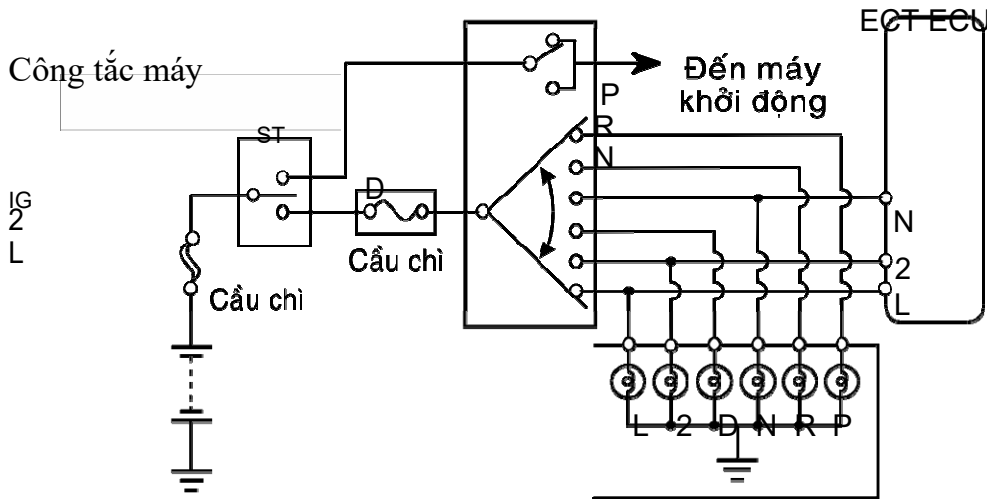 ECT ECU
Công tắc máy
Đến máy
khởi động
P
R
N
ST
D
IG
2
L
Cầu chì
Cầu chì
N
2
L
L 2 D N R P